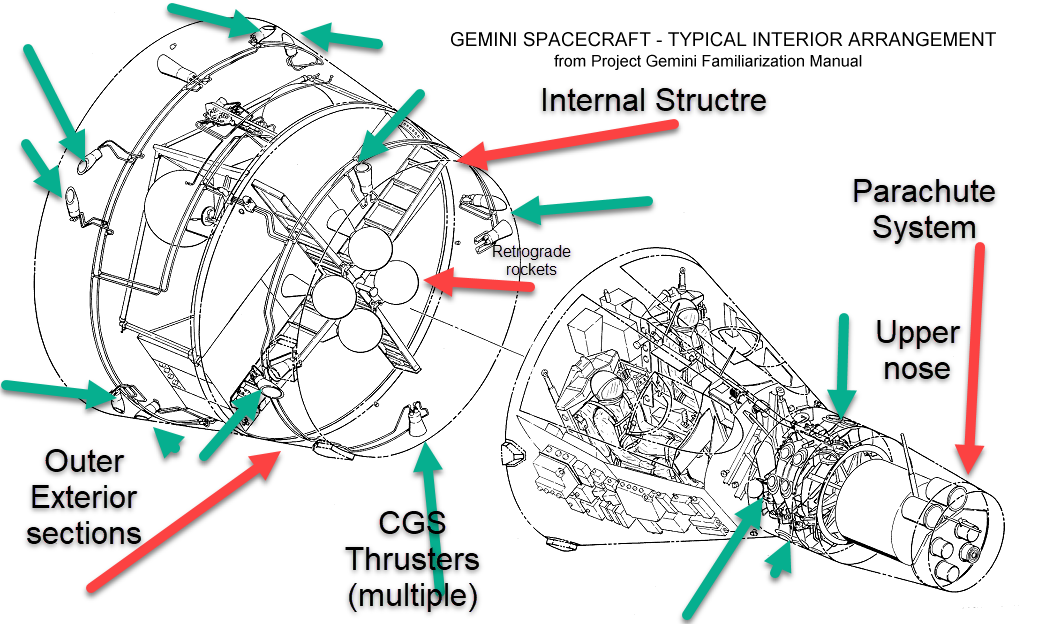 GEMINI SPACECRAFT - TYPICAL INTERIOR ARRANGEMENT
from Project Gemini Familiarization Manual
Internal Structre
Parachute
System
Retrograde
rockets
Upper
nose
Outer
Exterior
sections
CGS
Thrusters
(multiple)